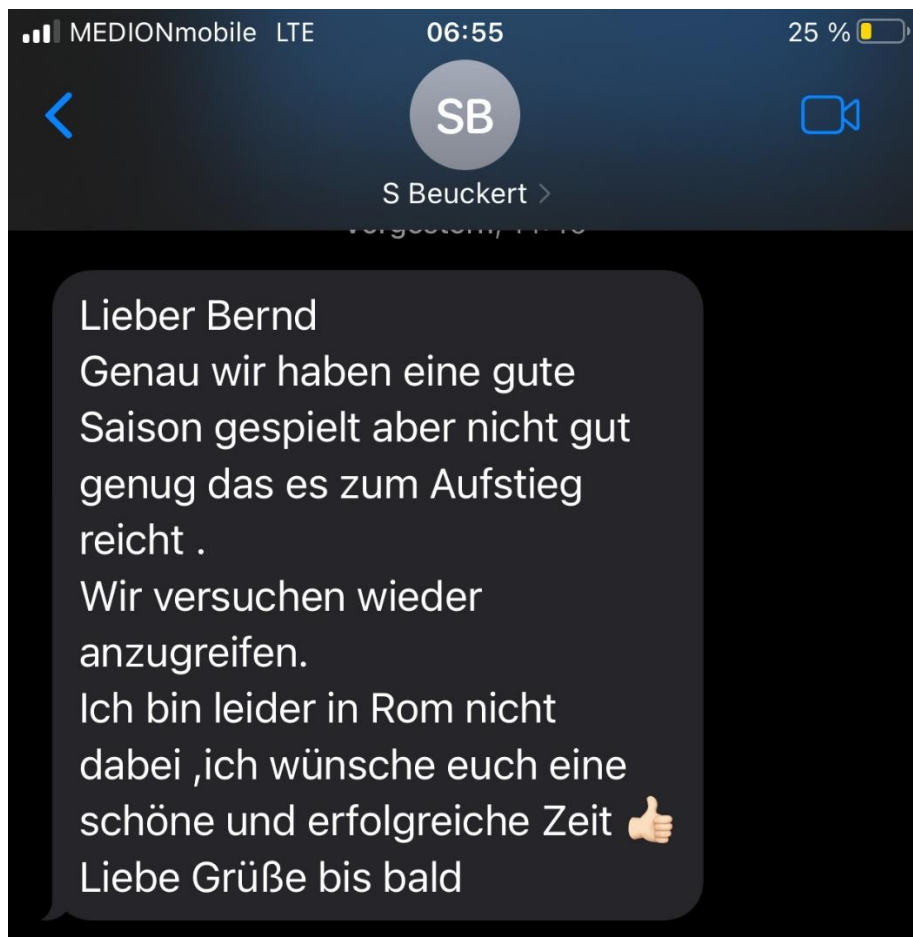 MEDIONmobile LTE 06:55 25 %
SB
S Beuckert
Lieber Bernd
Genau wir haben eine gute
Saison gespielt aber nicht gut
genug das es zum Aufstieg
reicht .
Wir versuchen wieder
anzugreifen.
Ich bin leider in Rom nicht
dabei ,ich wünsche euch eine
schöne und erfolgreiche Zeit 👍🏻
Liebe Grüße bis bald